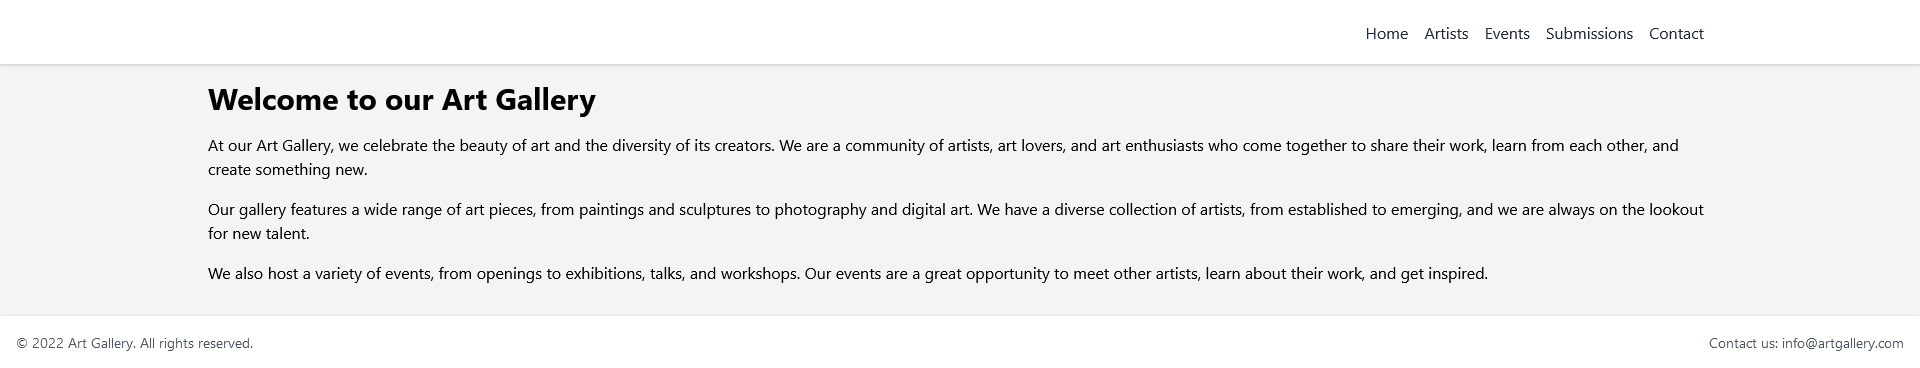 Home Artists Events Submissions Contact
Welcome to our Art Gallery
At our Art Gallery, we celebrate the beauty of art and the diversity of its creators. We are a community of artists, art lovers, and art enthusiasts who come together to share their work, learn from each other, and
create something new.
Our gallery features a wide range of art pieces, from paintings and sculptures to photography and digital art. We have a diverse collection of artists, from established to emerging, and we are always on the lookout
for new talent.
We also host a variety of events, from openings to exhibitions, talks, and workshops. Our events are a great opportunity to meet other artists, learn about their work, and get inspired.
© 2022 Art Gallery. All rights reserved.
Contact us: info@artgallery.com